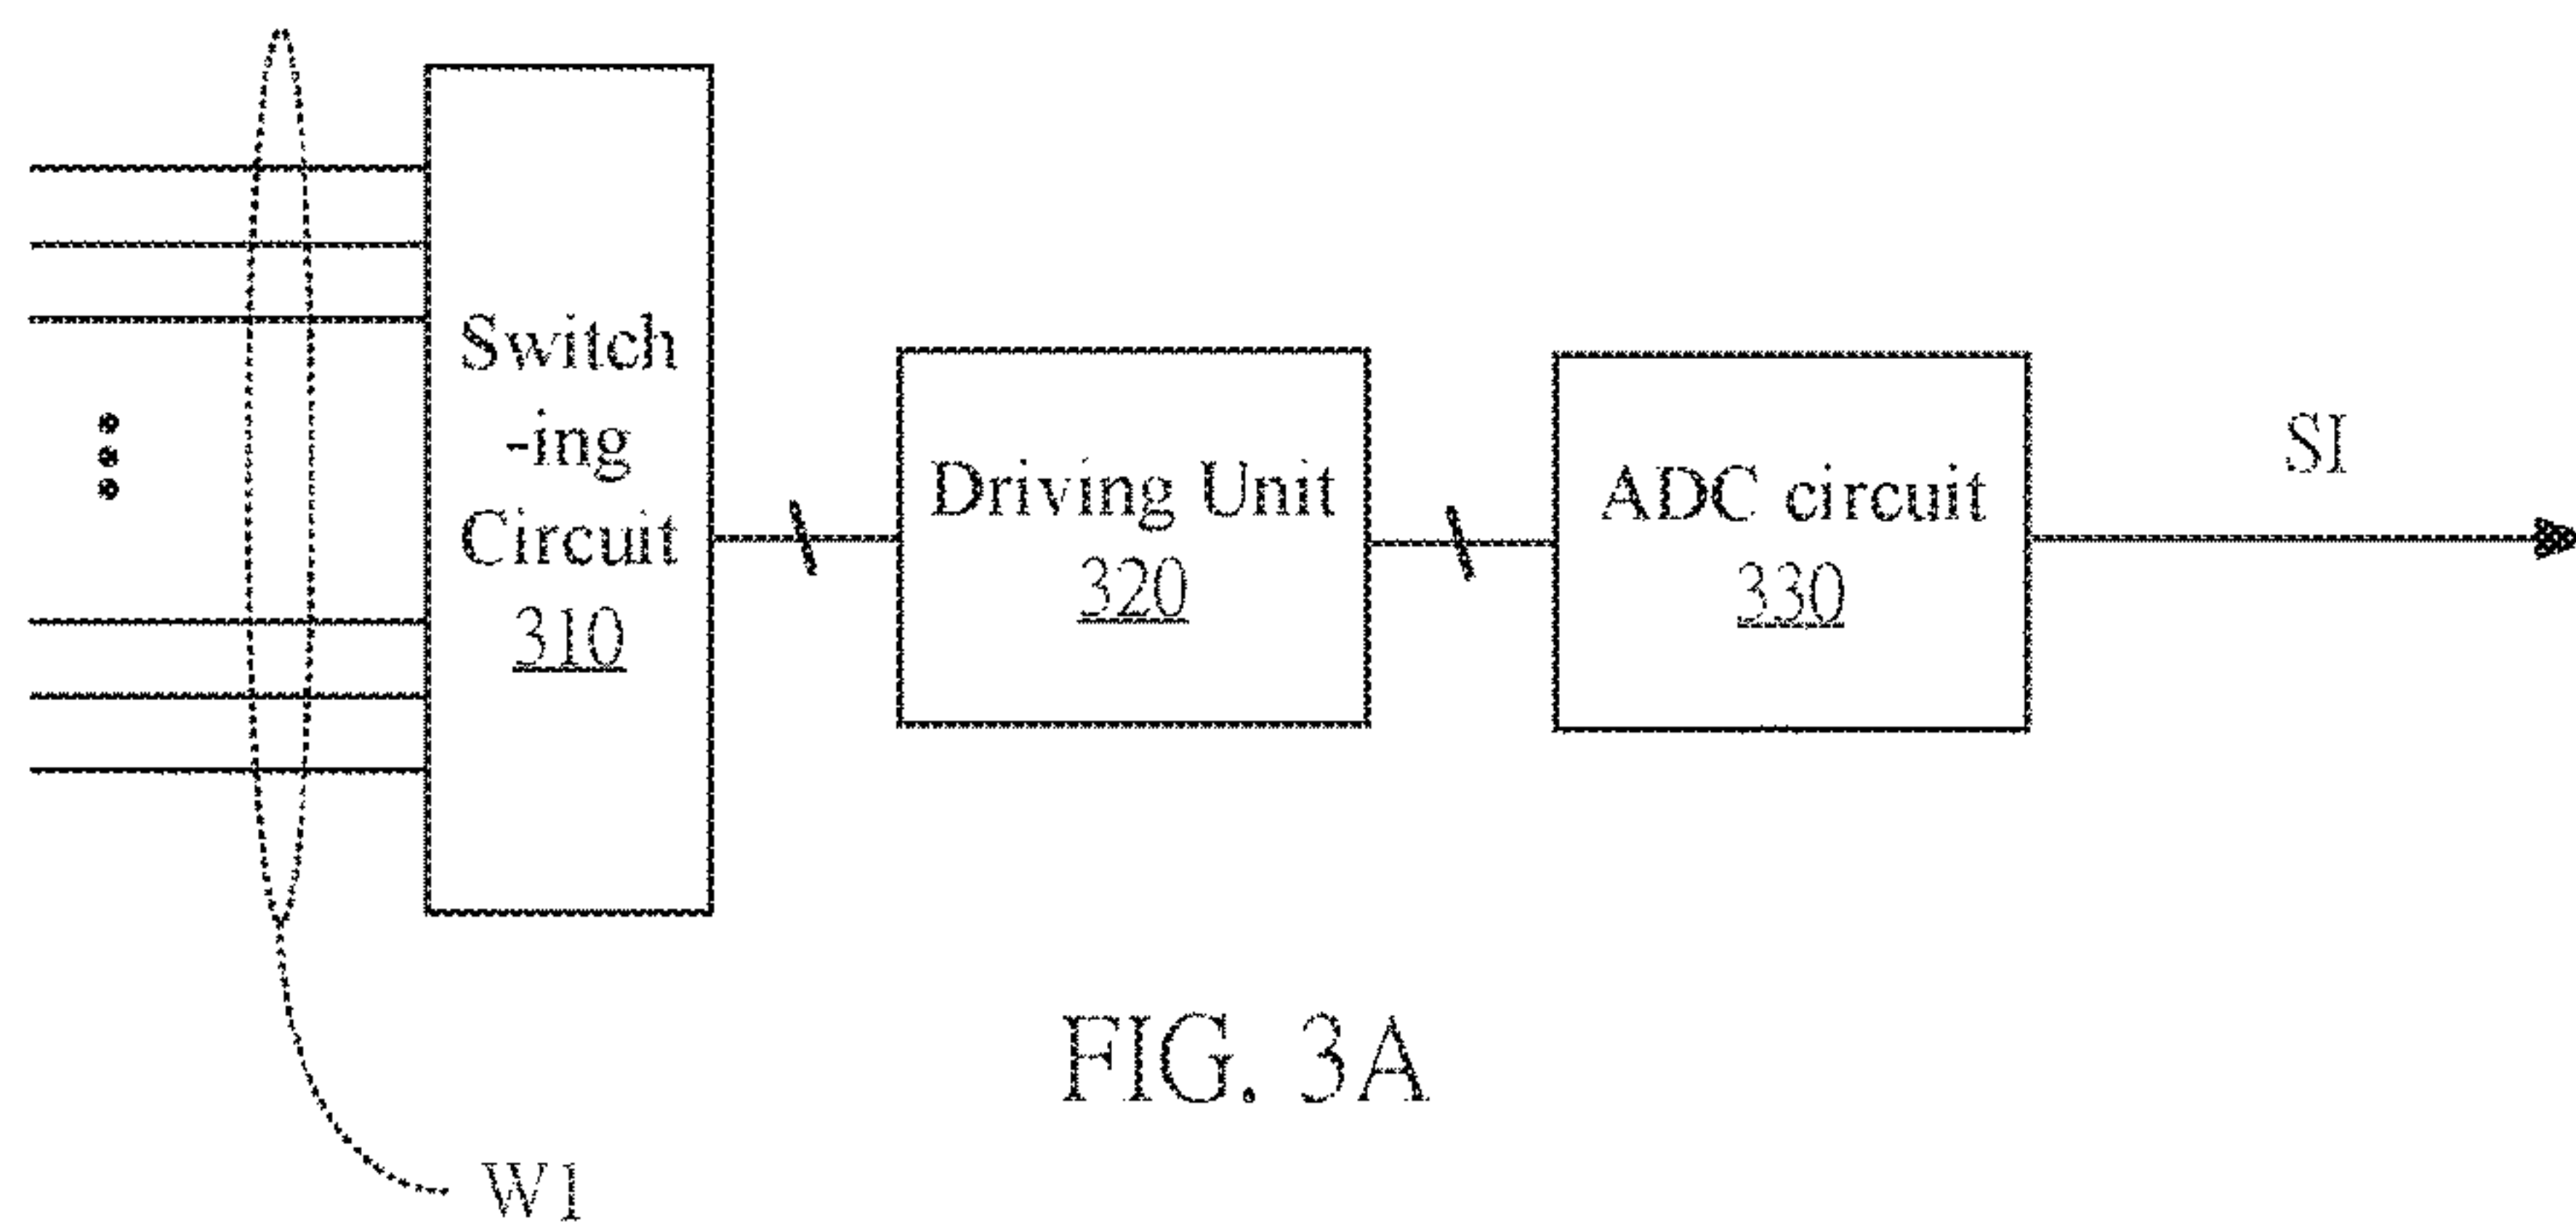 Switch
-ing
Circuit
310
Driving Unit
320
ADC circuit
330
SI
FIG. 3A
W1